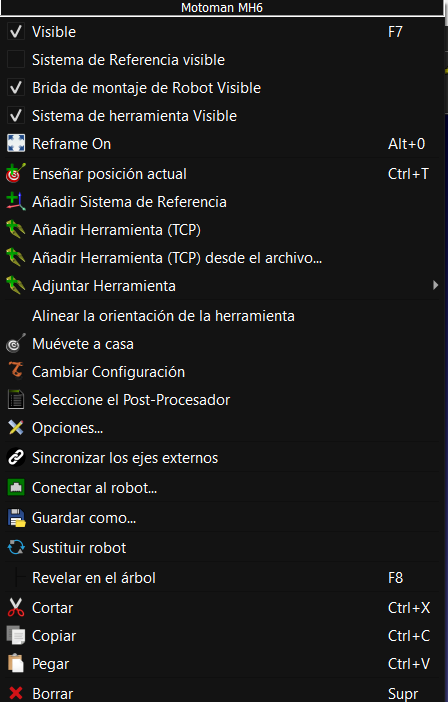 Motoman MH6
Visible F7
Sistema de Referencia visible
Brida de montaje de Robot Visible
Sistema de herramienta Visible
Reframe On Alt+0
Enseñar posición actual Ctrl+T
Añadir Sistema de Referencia
Añadir Herramienta (TCP)
Añadir Herramienta (TCP) desde el archivo...
Adjuntar Herramienta
Alinear la orientación de la herramienta
Muévete a casa
Cambiar Configuración
Seleccione el Post-Procesador
Opciones...
Sincronizar los ejes externos
Conectar al robot...
Guardar como...
Sustituir robot
Revelar en el árbol F8
Cortar Ctrl+X
Copiar Ctrl+C
Pegar Ctrl+V
Borrar Supr